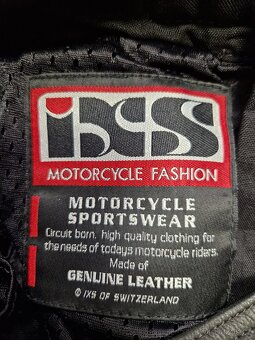 ixs
MOTORCYCLE FASHION
MOTORCYCLE
SPORTSWEAR
Circuit born, high quality clothing for
the needs of todays motorcycle riders.
Made of
GENUINE LEATHER
© IXS OF SWITZERLAND